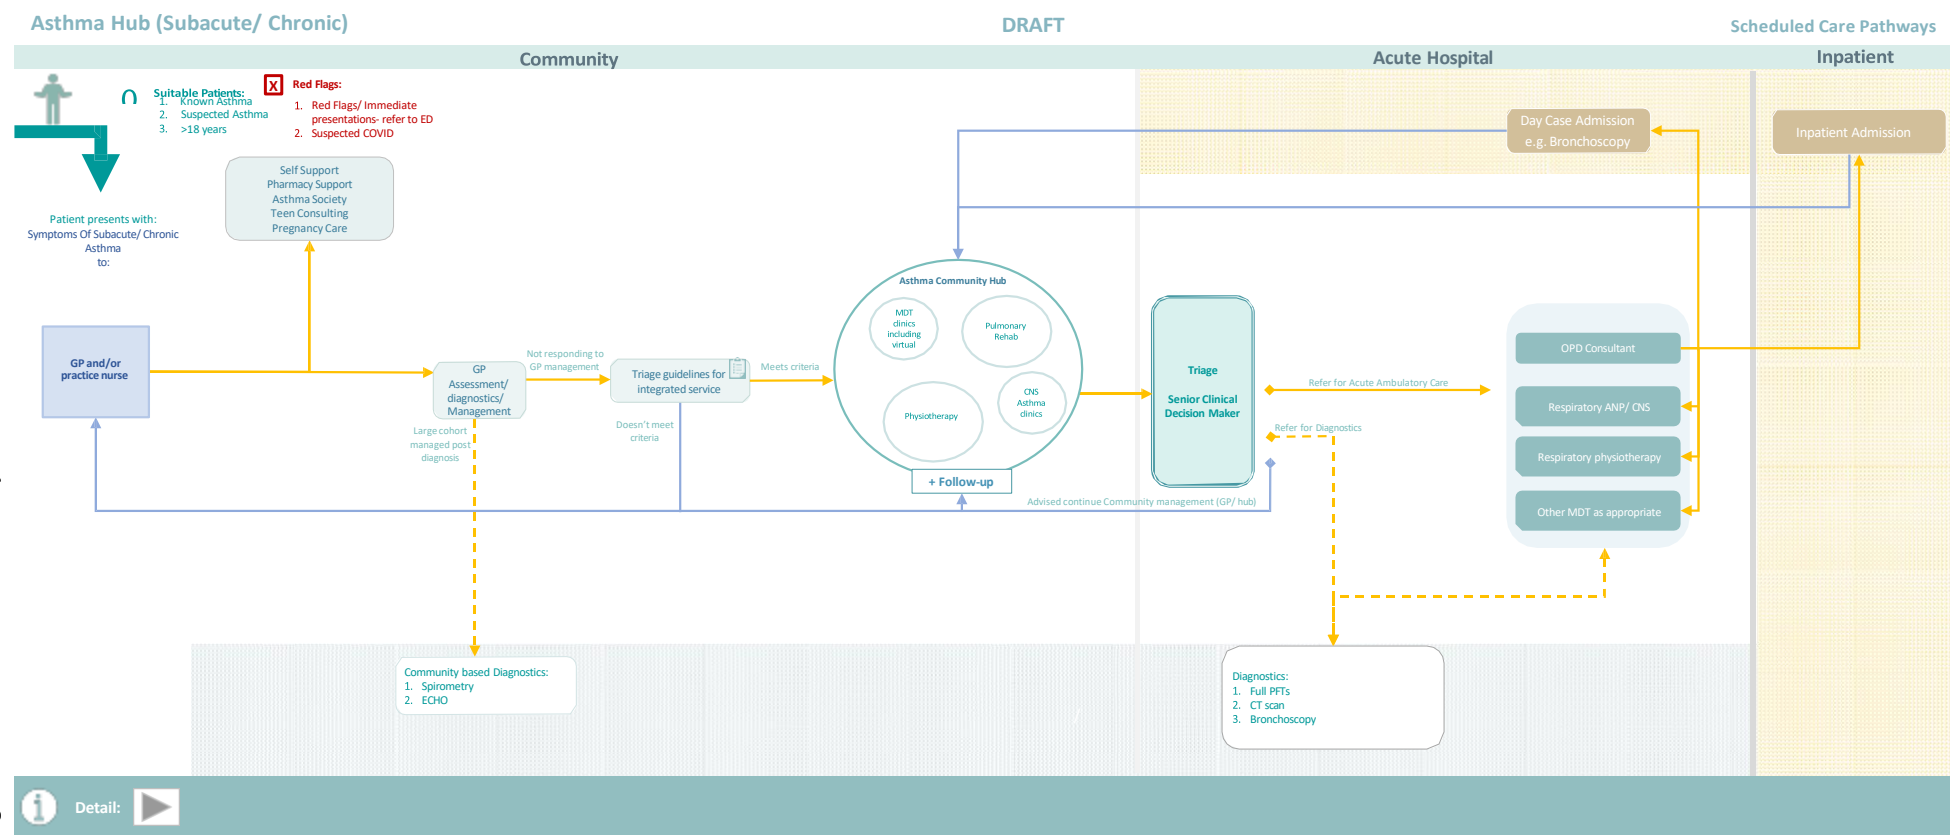 Asthma Hub (Subacute/ Chronic)
DRAFT
Scheduled Care Pathways
Community
Acute Hospital
Inpatient
Suitable Patients:
1. Known Asthma
2. Suspected Asthma
3. >18 years
X
Red Flags:
1. Red Flags/ Immediate
presentations- refer to ED
2. Suspected COVID
Day Case Admission
e.g. Bronchoscopy
Inpatient Admission
Self Support
Pharmacy Support
Asthma Society
Teen Consulting
Pregnancy Care
Patient presents with:
Symptoms Of Subacute/ Chronic
Asthma
to:
GP and/or
practice nurse
GP
Assessment/
diagnostics/
Management
Not responding to
GP management
Triage guidelines for
integrated service
Meets criteria
Doesn't meet
criteria
Large cohort
managed post
diagnosis
Asthma Community Hub
MDT
clinics
including
virtual
Pulmonary
Rehab
Physiotherapy
CNS
Asthma
clinics
+ Follow-up
Triage
Senior Clinical
Decision Maker
Refer for Acute Ambulatory Care
Refer for Diagnostics
Advised continue Community management (GP/ hub)
OPD Consultant
Respiratory ANP/ CNS
Respiratory physiotherapy
Other MDT as appropriate
Community based Diagnostics:
1. Spirometry
2. ECHO
Diagnostics:
1. Full PFTs
2. CT scan
3. Bronchoscopy
Detail: